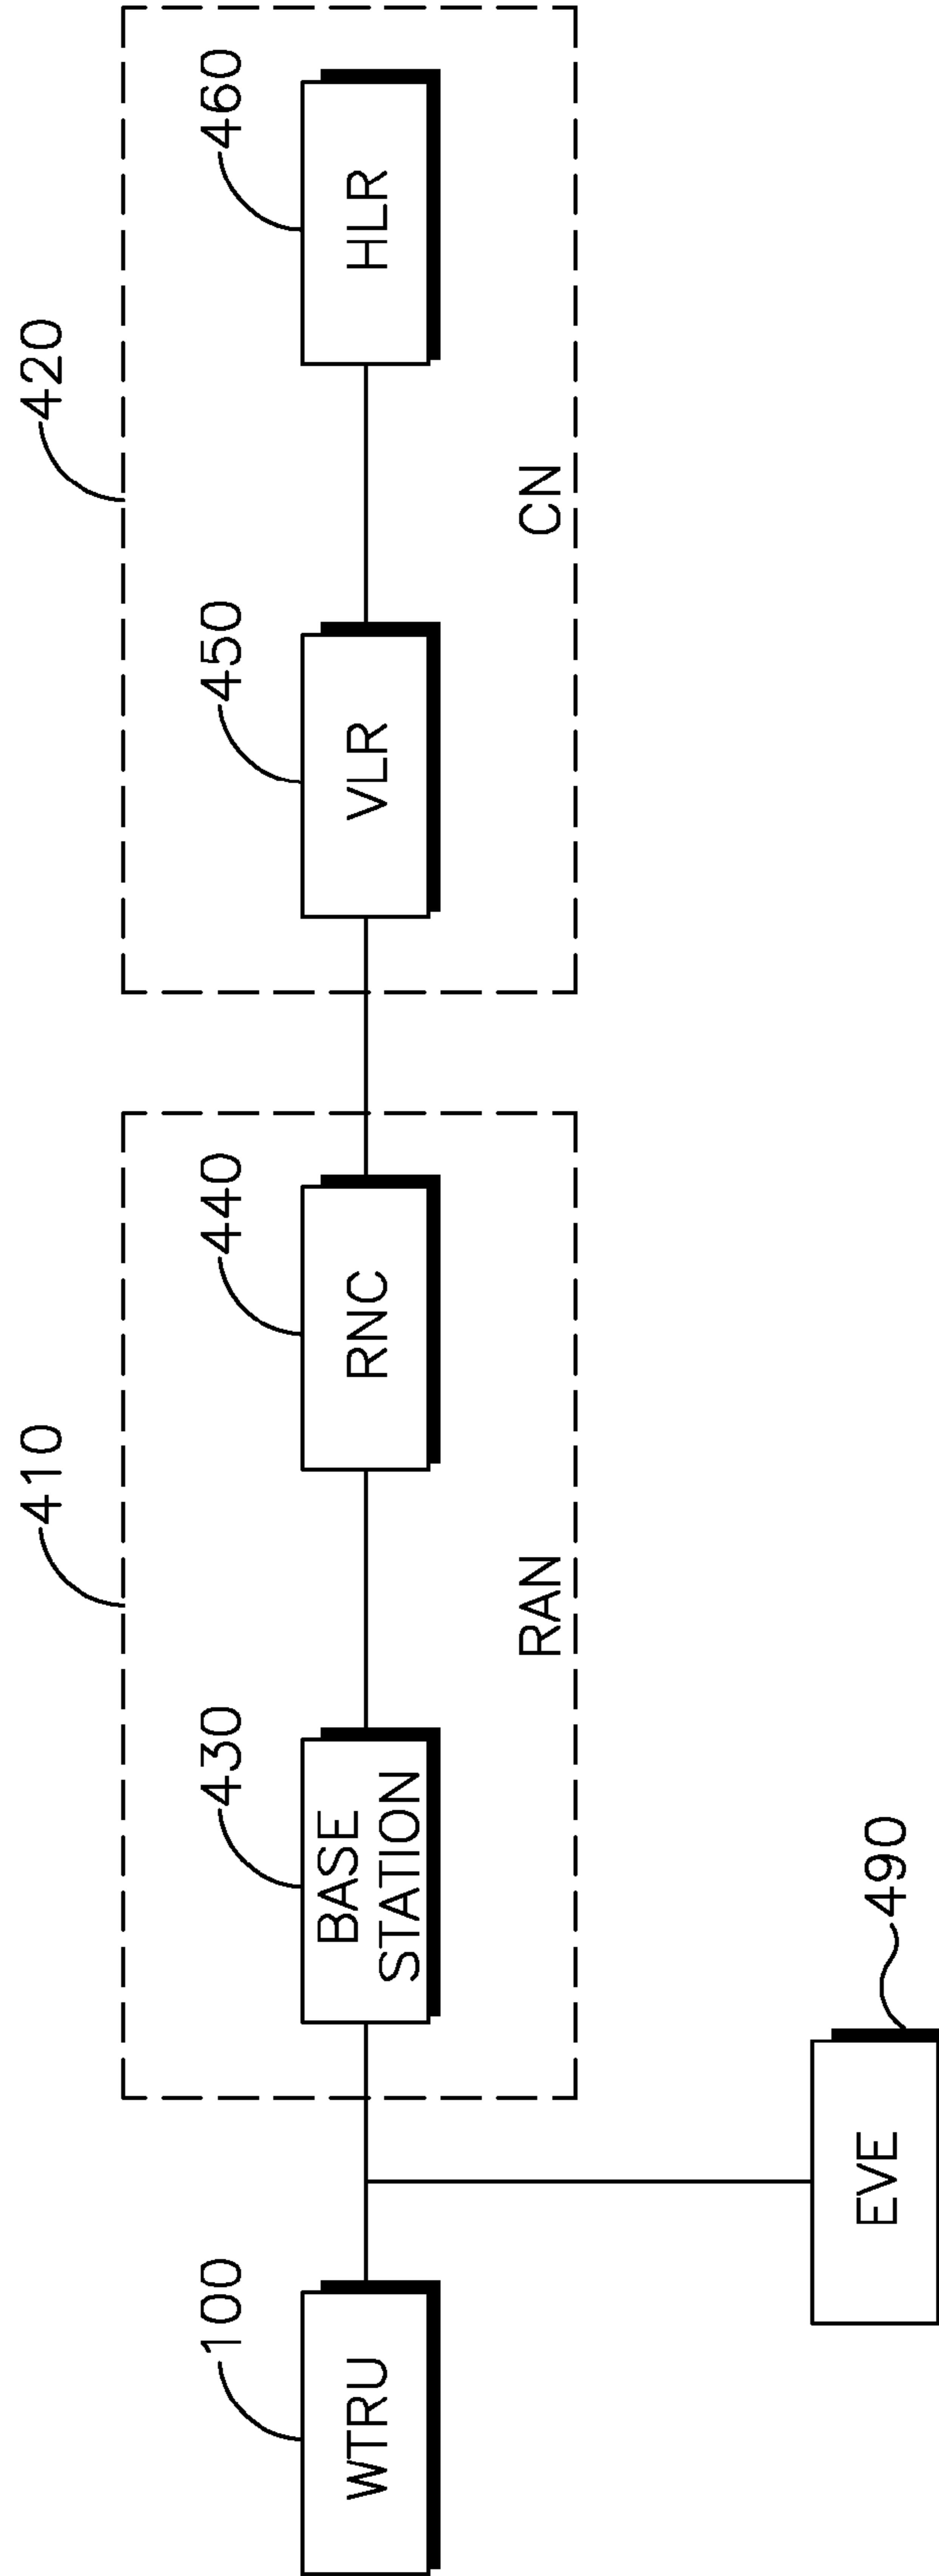 410
420
100
430
440
450
460
WTRU
BASE
STATION
RNC
VLR
HLR
RAN
CN
490
EVE